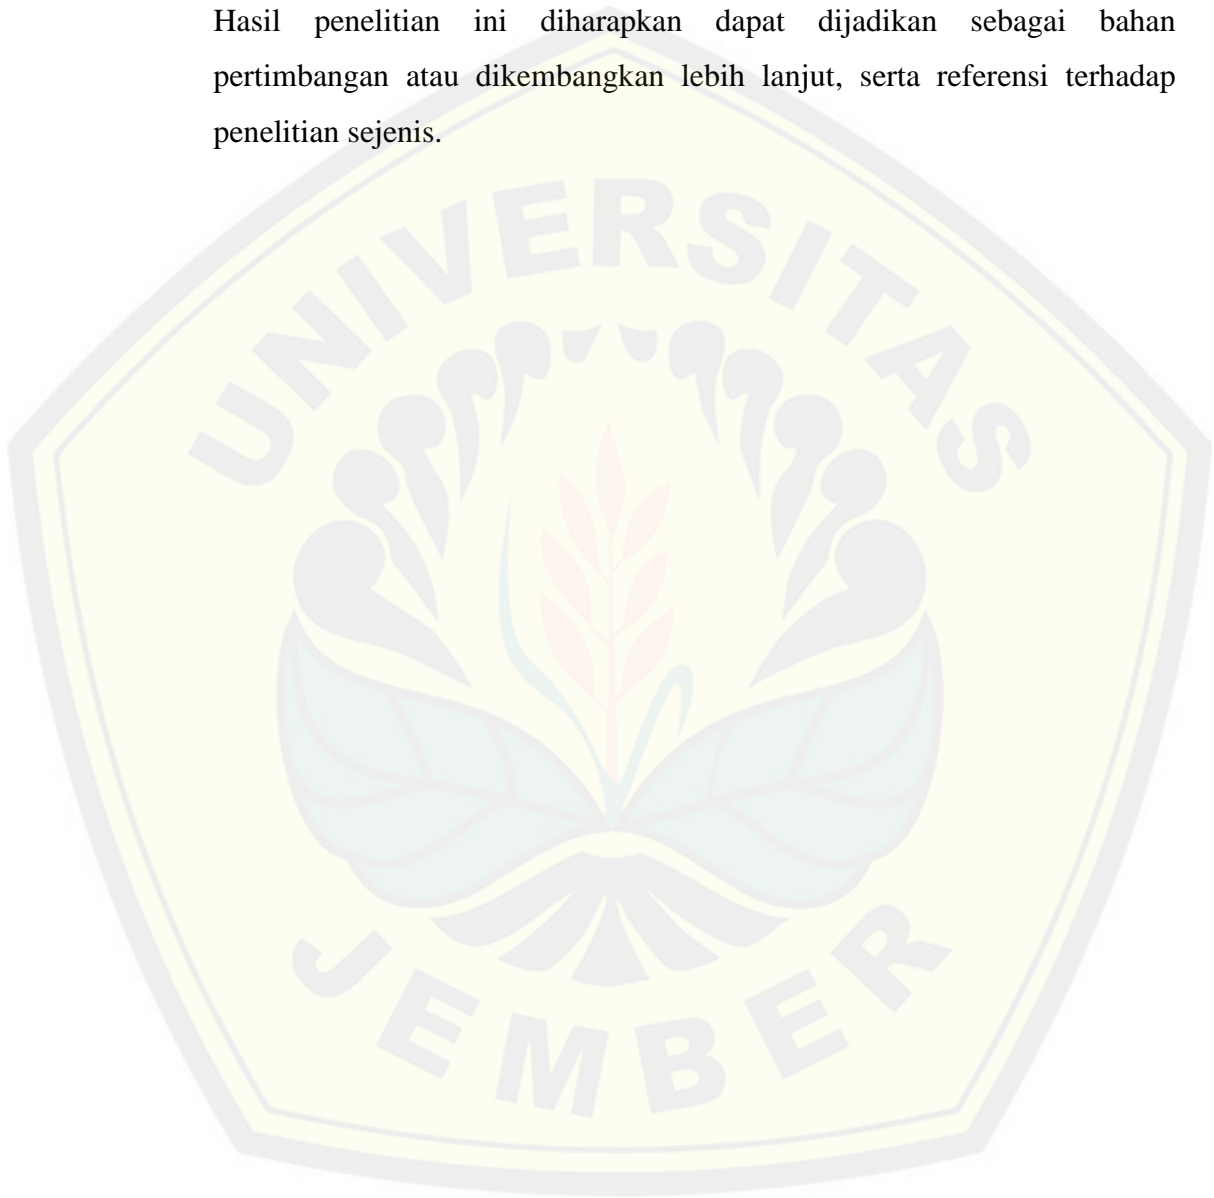 Hasil penelitian ini diharapkan dapat dijadikan sebagai bahan
pertimbangan atau dikembangkan lebih lanjut, serta referensi terhadap
penelitian sejenis.
UNIVERSITAS
JEMBER